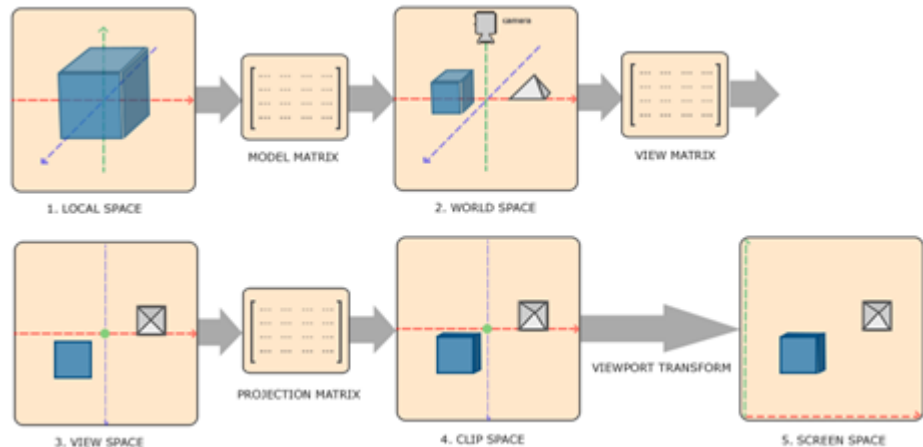 camera
MODEL MATRIX
VIEW MATRIX
1. LOCAL SPACE
2. WORLD SPACE
PROJECTION MATRIX
VIEWPORT TRANSFORM
3. VIEW SPACE
4. CLIP SPACE
5. SCREEN SPACE